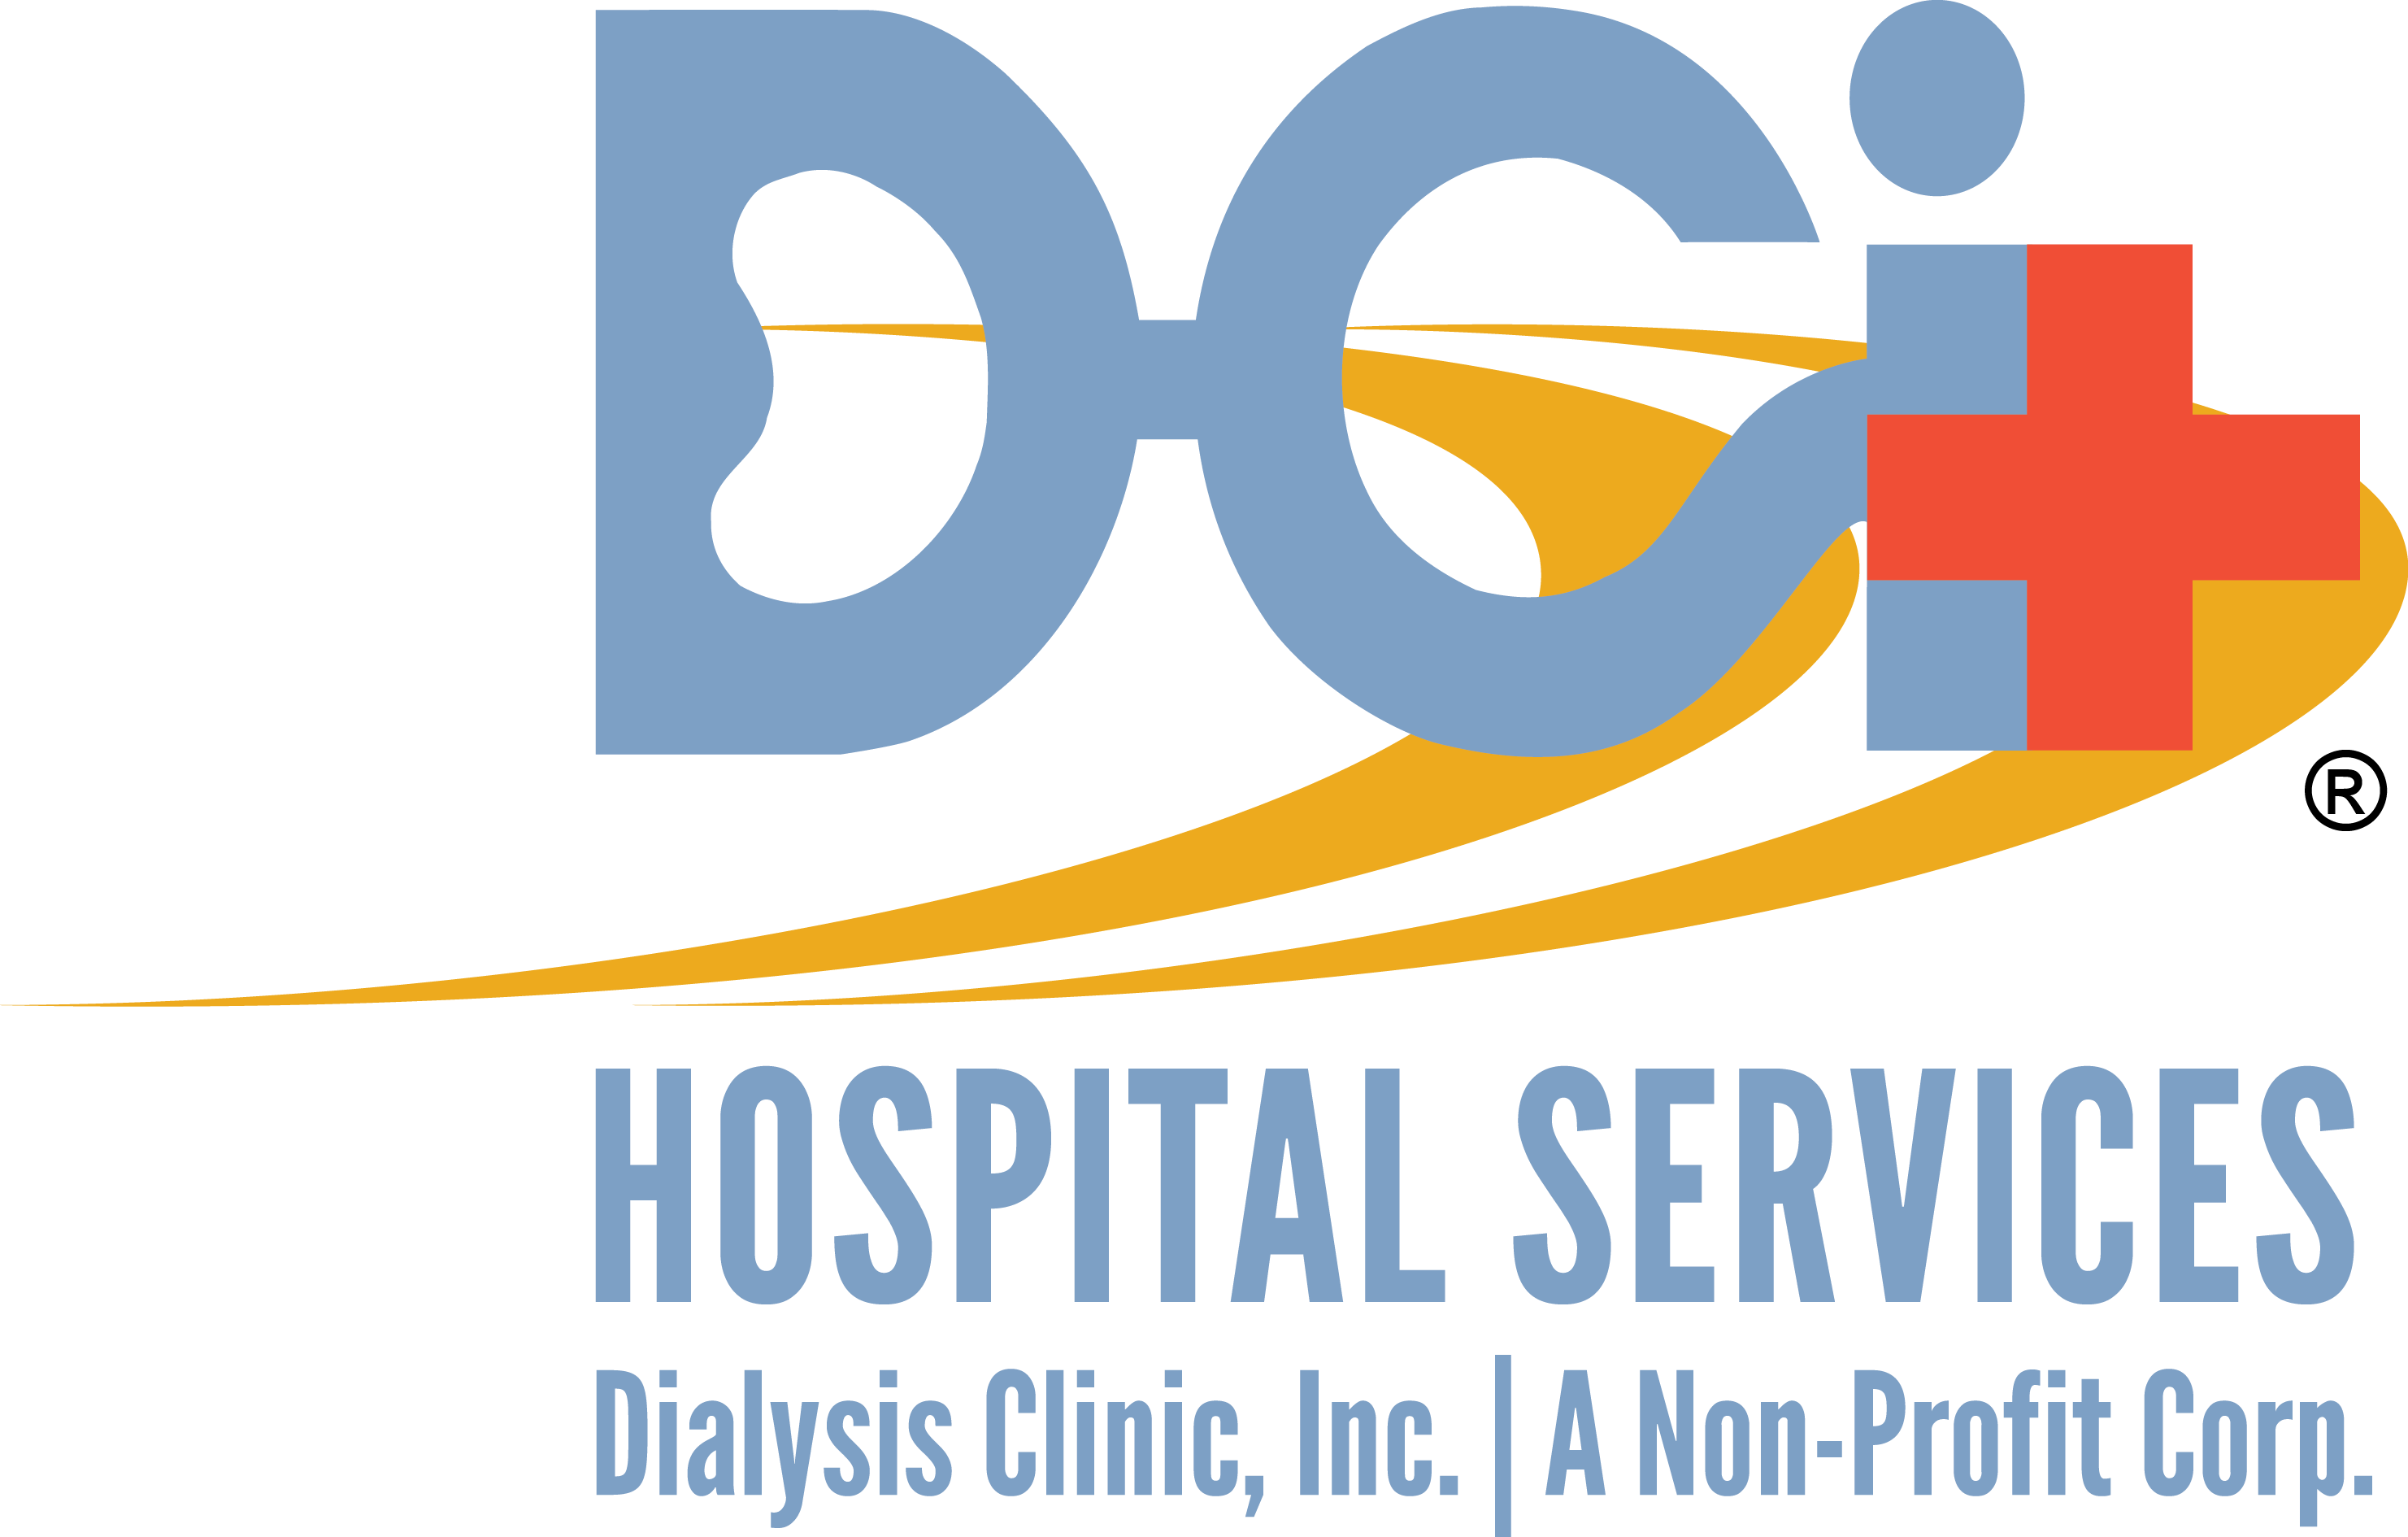 DCi
®
HOSPITAL SERVICES
Dialysis Clinic, Inc. | A Non-Profit Corp.